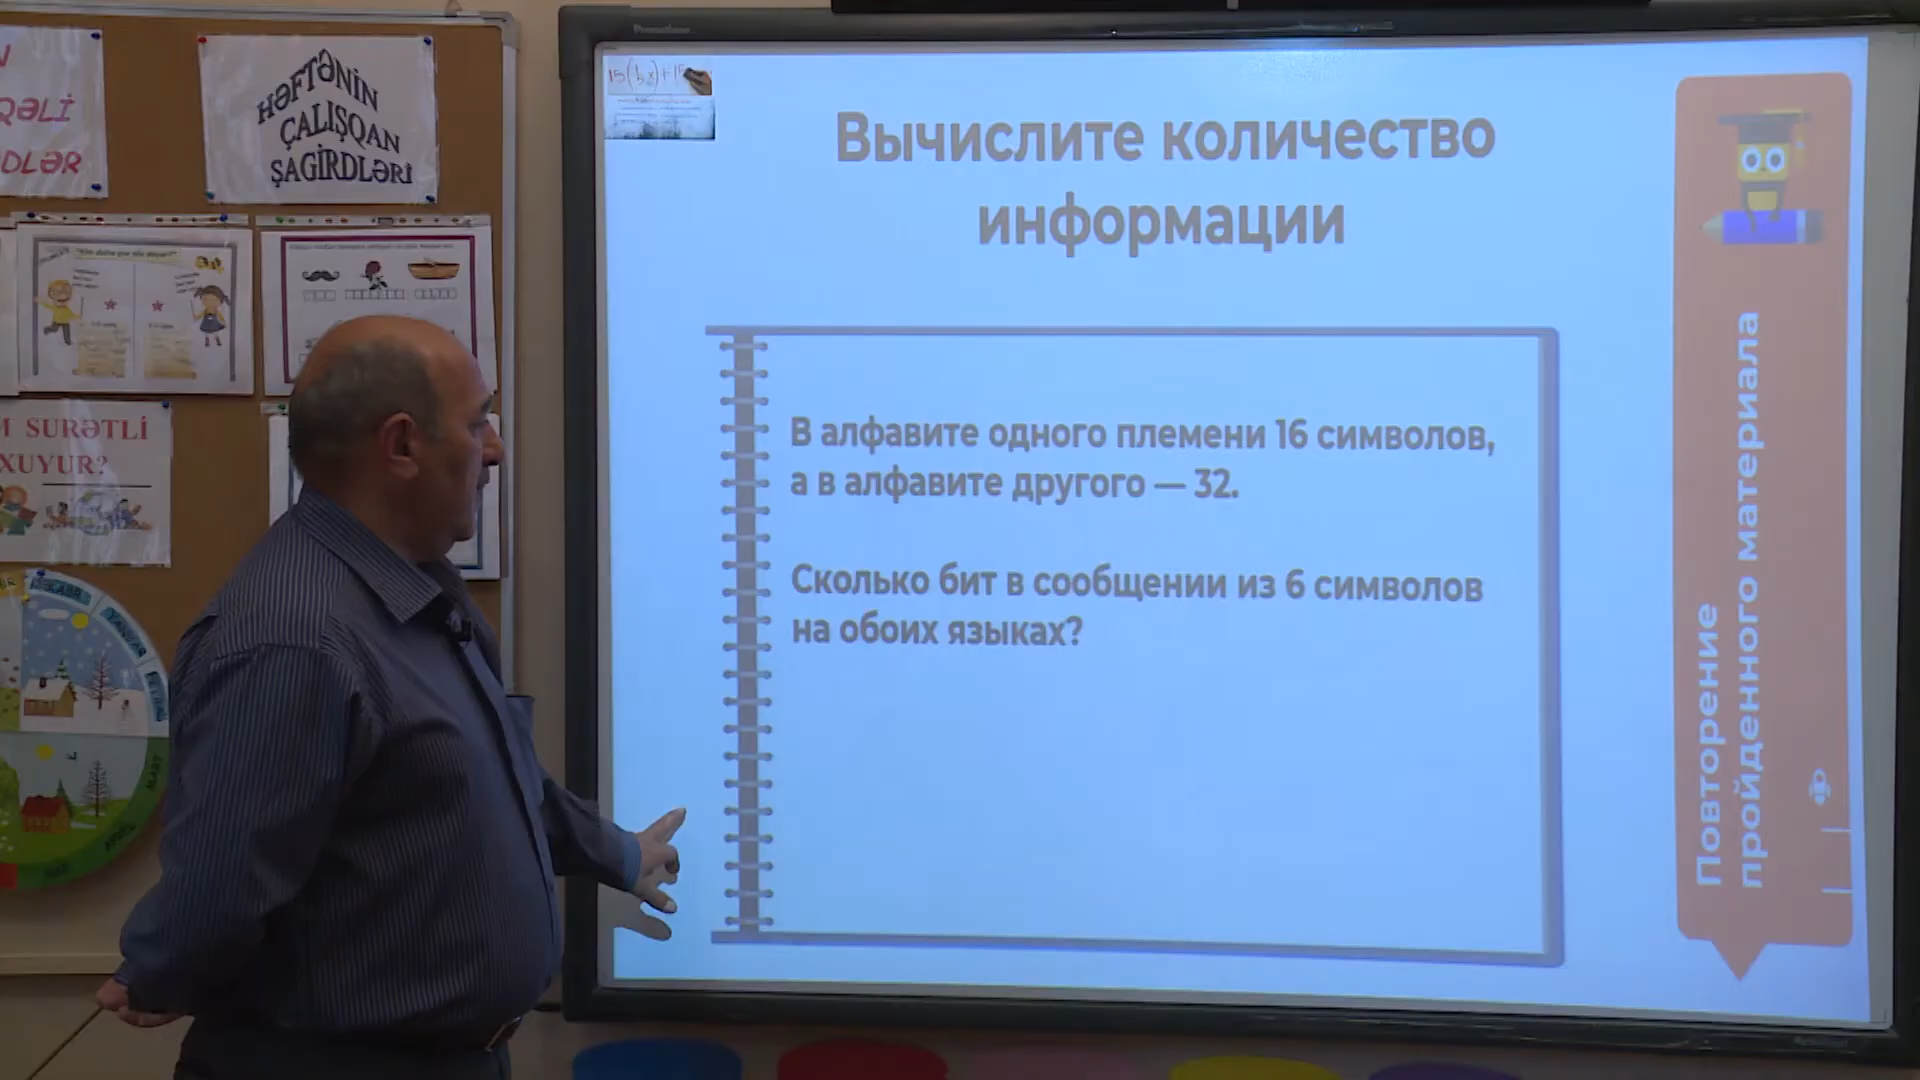 QƏLİ
DLƏR
HƏFTƏNİN
ÇALIŞQAN
ŞAGİRDLƏRİ
SURƏTLİ
XUYUR?
Вычислите количество
информации
В алфавите одного племени 16 символов,
а в алфавите другого — 32.
Сколько бит в сообщении из 6 символов
на обоих языках?
Повторение
пройденного материала